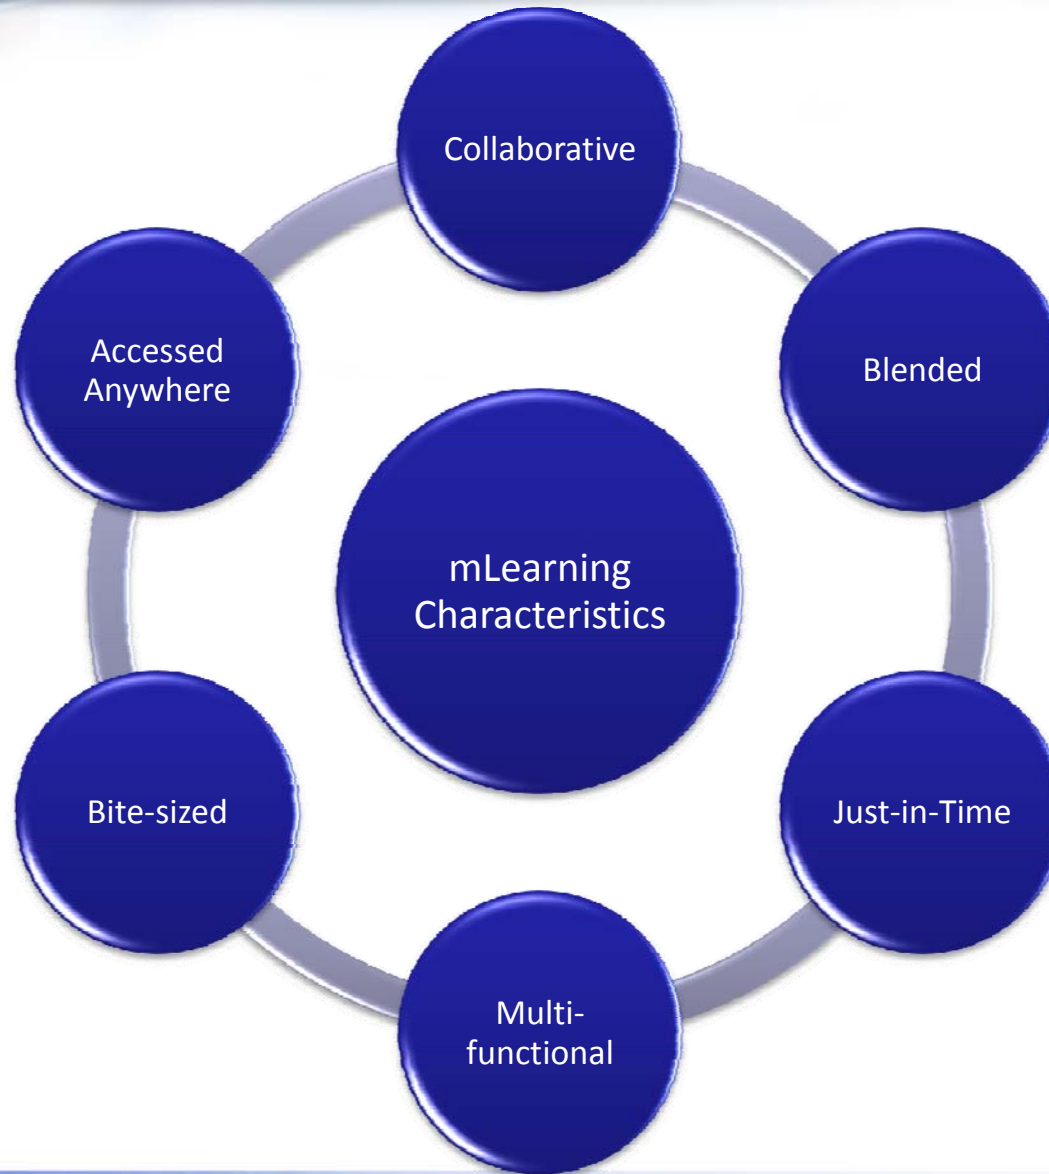 Collaborative
Accessed
Anywhere
Blended
mLearning
Characteristics
Bite-sized
Just-in-Time
Multi-
functional